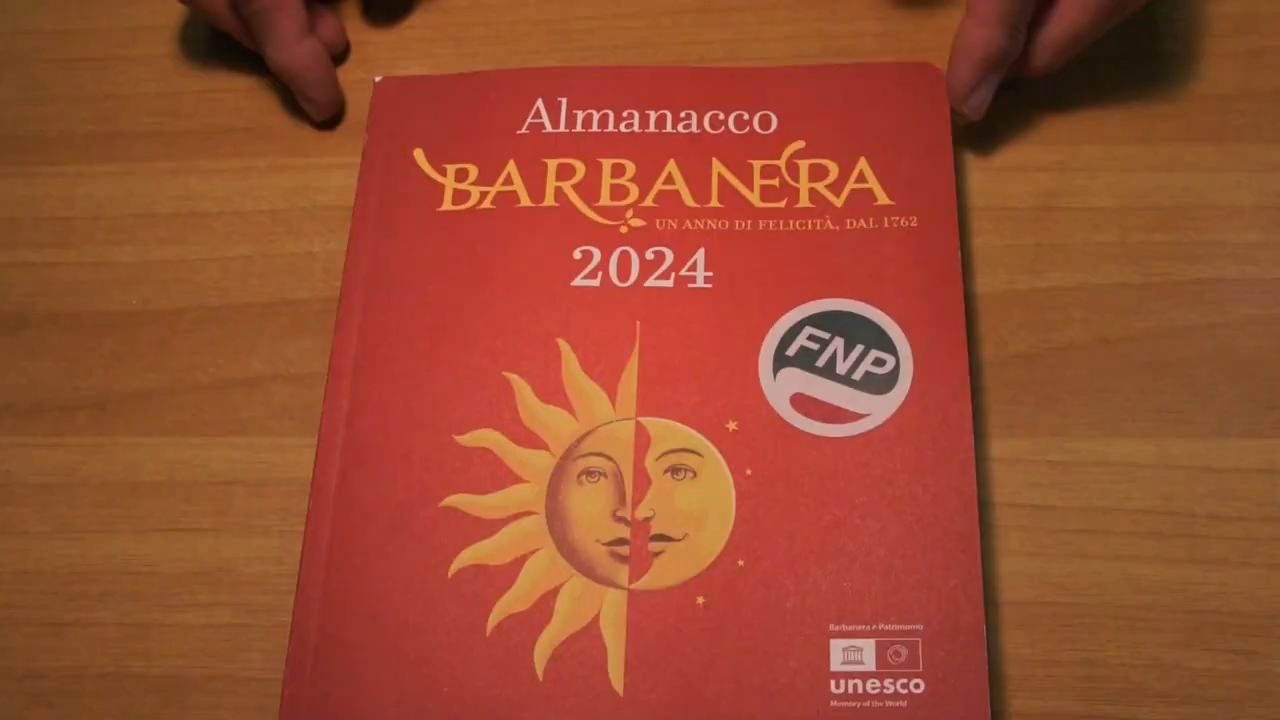 Almanacco
BARBANERA
UN ANNO DI FELICITÀ, DAL 1762
2024
FNP
Barbanera è Patrimonio
unesco
Memory of the World